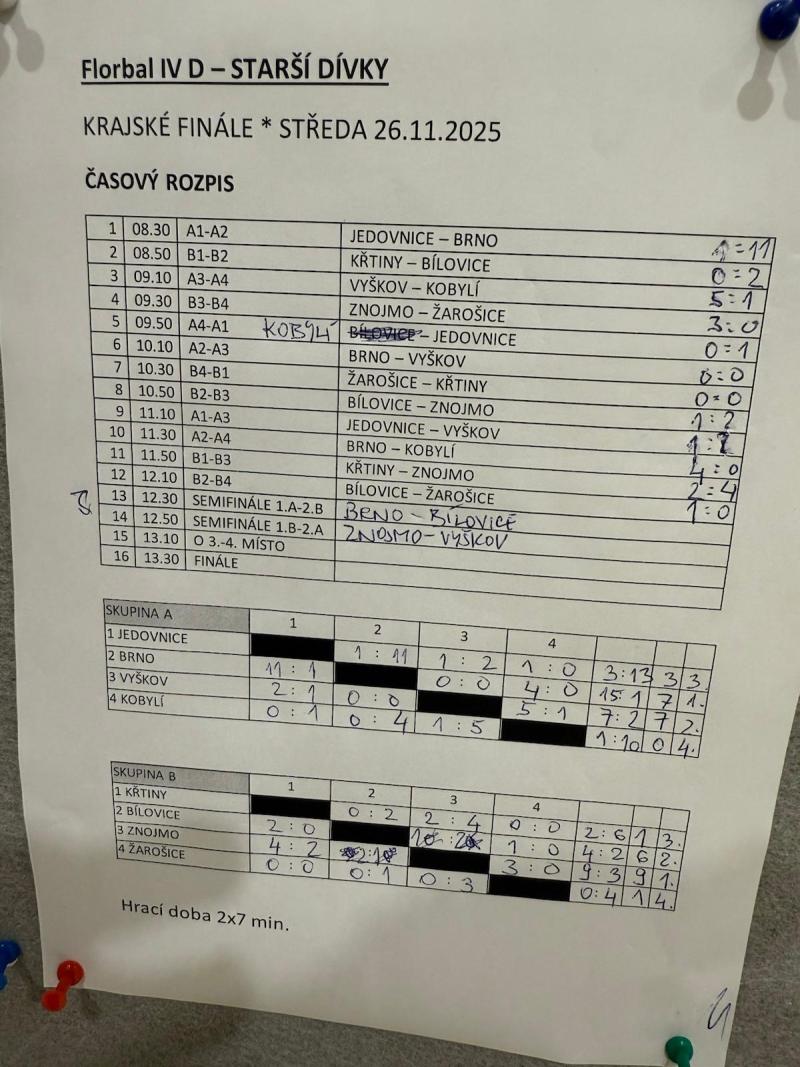 Florbal IV D – STARŠÍ DÍVKY
KRAJSKÉ FINÁLE * STŘEDA 26.11.2025
ČASOVÝ ROZPIS
1 08.30 A1-A2 JEDOVNICE – BRNO 1:11
2 08.50 B1-B2 KŘTINY – BÍLOVICE 0:2
3 09.10 A3-A4 VYŠKOV – KOBYLÍ 5:1
4 09.30 B3-B4 ZNOJMO – ŽAROŠICE 3:0
5 09.50 A4-A1 KOBYLÍ BÍLOVICE – JEDOVNICE 0:1
6 10.10 A2-A3 BRNO – VYŠKOV 0:0
7 10.30 B4-B1 ŽAROŠICE – KŘTINY 0:0
8 10.50 B2-B3 BÍLOVICE – ZNOJMO 1:2
9 11.10 A1-A3 JEDOVNICE – VYŠKOV 1:2
10 11.30 A2-A4 BRNO – KOBYLÍ 4:0
11 11.50 B1-B3 KŘTINY – ZNOJMO 2:4
12 12.10 B2-B4 BÍLOVICE – ŽAROŠICE 1:0
13 12.30 SEMIFINÁLE 1.A-2.B BRNO – BÍLOVICE
14 12.50 SEMIFINÁLE 1.B-2.A ZNOJMO – VYŠKOV
15 13.10 O 3.-4. MÍSTO
16 13.30 FINÁLE
SKUPINA A 1 2 3 4
1 JEDOVNICE 1:11 1:2 1:0 3:13 3 3.
2 BRNO 11:1 0:0 4:0 15:1 7 1.
3 VYŠKOV 2:1 0:0 5:1 7:2 7 2.
4 KOBYLÍ 0:1 0:4 1:5 1:10 0 4.
SKUPINA B 1 2 3 4
1 KŘTINY 0:2 2:4 0:0 2:6 1 3.
2 BÍLOVICE 2:0 1:2 1:0 4:2 6 2.
3 ZNOJMO 4:2 2:1 3:0 9:3 9 1.
4 ŽAROŠICE 0:0 0:1 0:3 0:4 1 4.
Hrací doba 2x7 min.